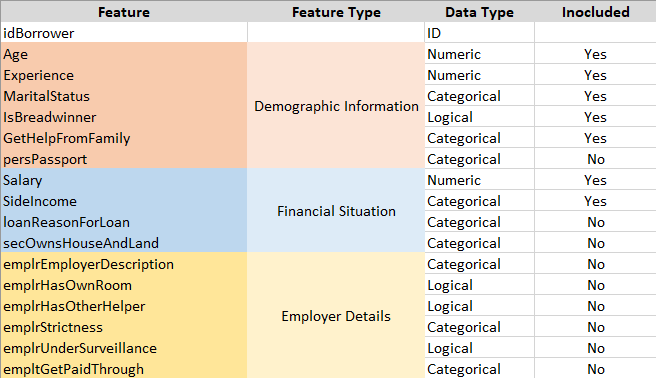 Feature Feature Type Data Type Inocluded
idBorrower ID
Age Numeric Yes
Experience Numeric Yes
MaritalStatus Categorical Yes
Demographic Information
IsBreadwinner Logical Yes
GetHelpFromFamily Categorical Yes
persPassport Categorical No
Salary Numeric Yes
SideIncome Financial Situation Categorical Yes
loanReasonForLoan Categorical No
secOwnsHouseAndLand Categorical No
emplrEmployerDescription Categorical No
emplrHasOwnRoom Logical No
emplrHasOtherHelper Logical No
Employer Details
emplrStrictness Categorical No
emplrUnderSurveillance Logical No
empltGetPaidThrough Categorical No